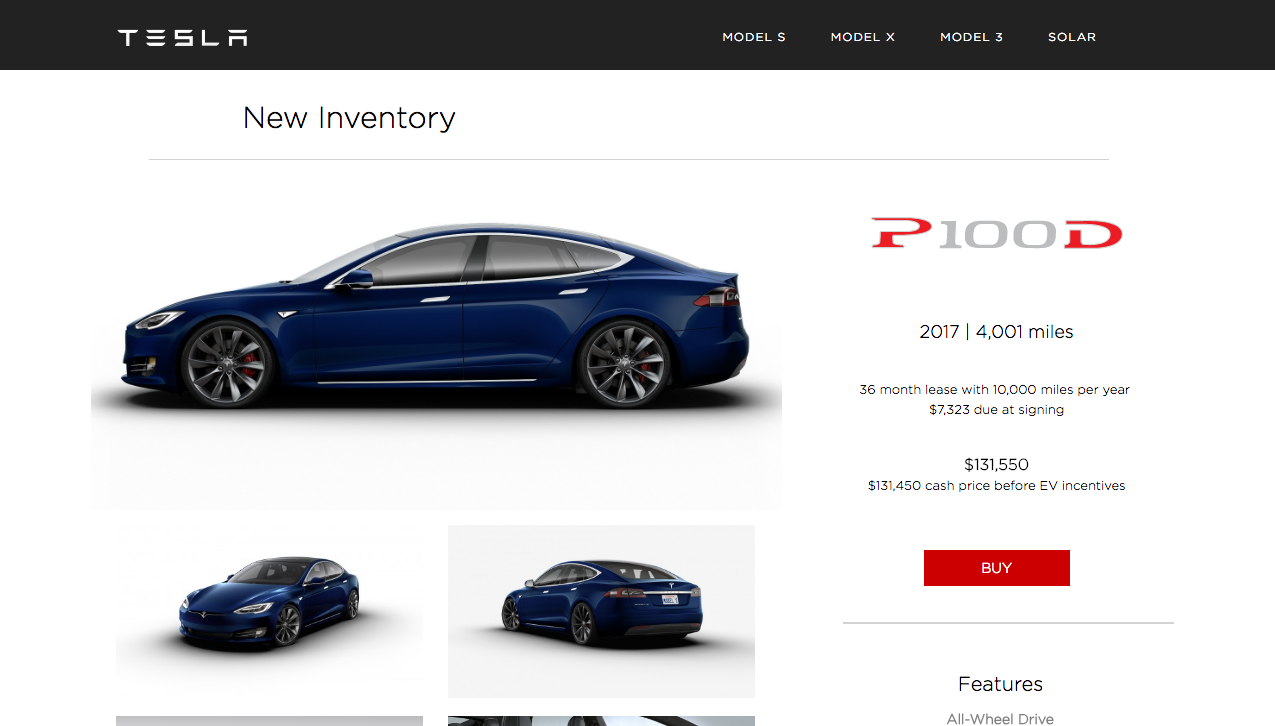 TESLA
MODEL S
MODEL X
MODEL 3
SOLAR
New Inventory
P100D
2017 | 4,001 miles
36 month lease with 10,000 miles per year
$7,323 due at signing
$131,550
$131,450 cash price before EV incentives
BUY
Features
All-Wheel Drive